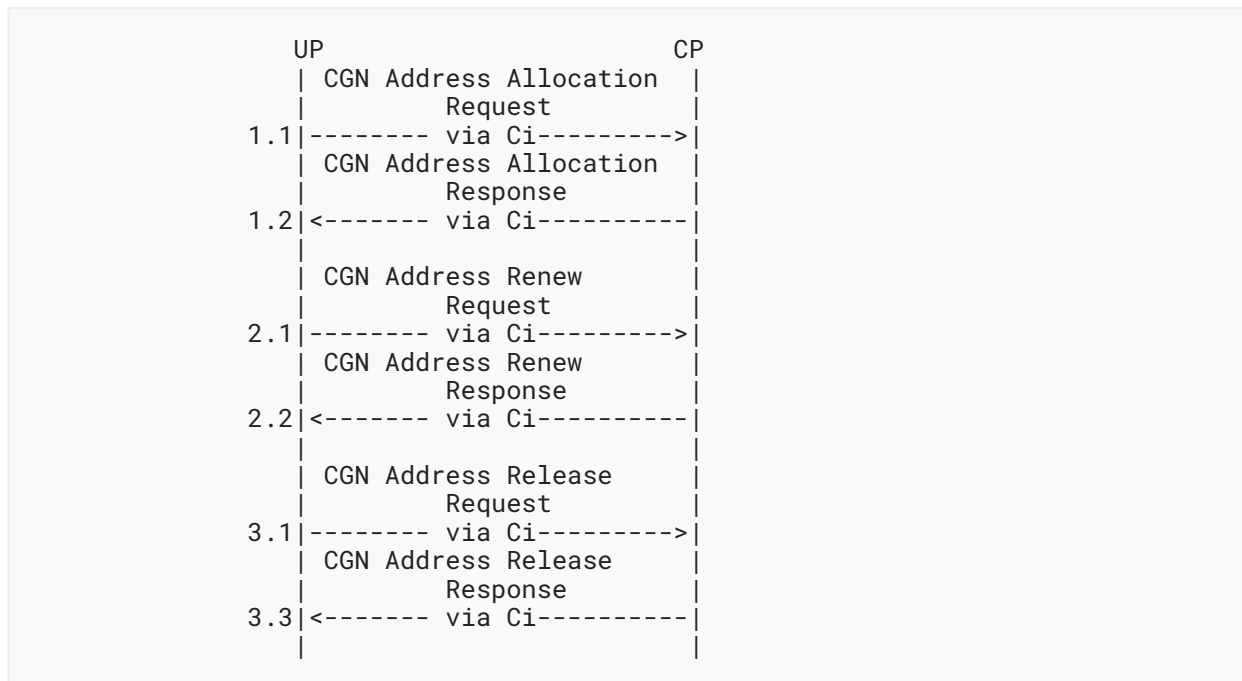 UP                       CP
| CGN Address Allocation  |
|         Request         |
1.1|-------- via Ci--------->|
| CGN Address Allocation  |
|         Response        |
1.2|<------- via Ci----------|
|                         |
| CGN Address Renew       |
|         Request         |
2.1|-------- via Ci--------->|
| CGN Address Renew       |
|         Response        |
2.2|<------- via Ci----------|
|                         |
| CGN Address Release     |
|         Request         |
3.1|-------- via Ci--------->|
| CGN Address Release     |
|         Response        |
3.3|<------- via Ci----------|
|                         |